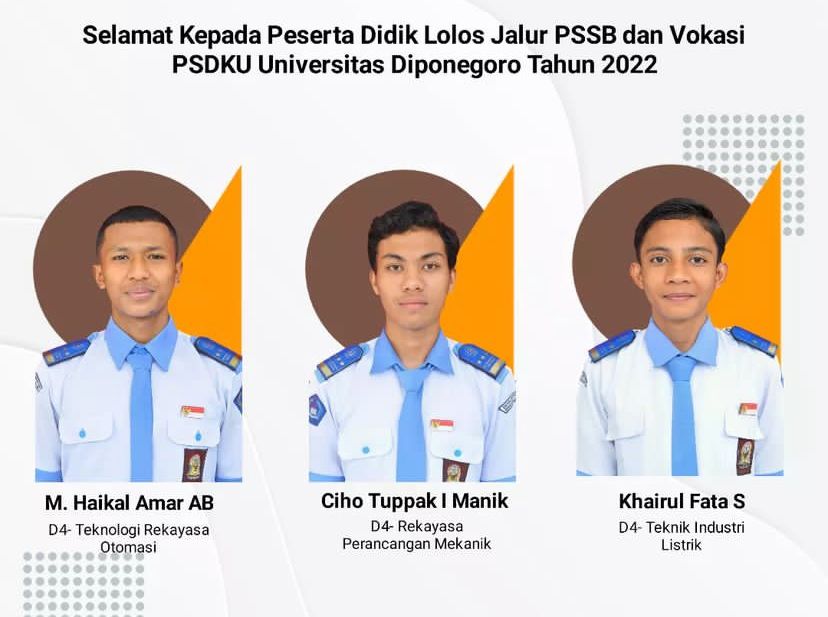 Selamat Kepada Peserta Didik Lolos Jalur PSSB dan Vokasi
PSDKU Universitas Diponegoro Tahun 2022
M. Haikal Amar AB
D4- Teknologi Rekayasa
Otomasi
Ciho Tuppak I Manik
D4- Rekayasa
Perancangan Mekanik
Khairul Fata S
D4- Teknik Industri
Listrik